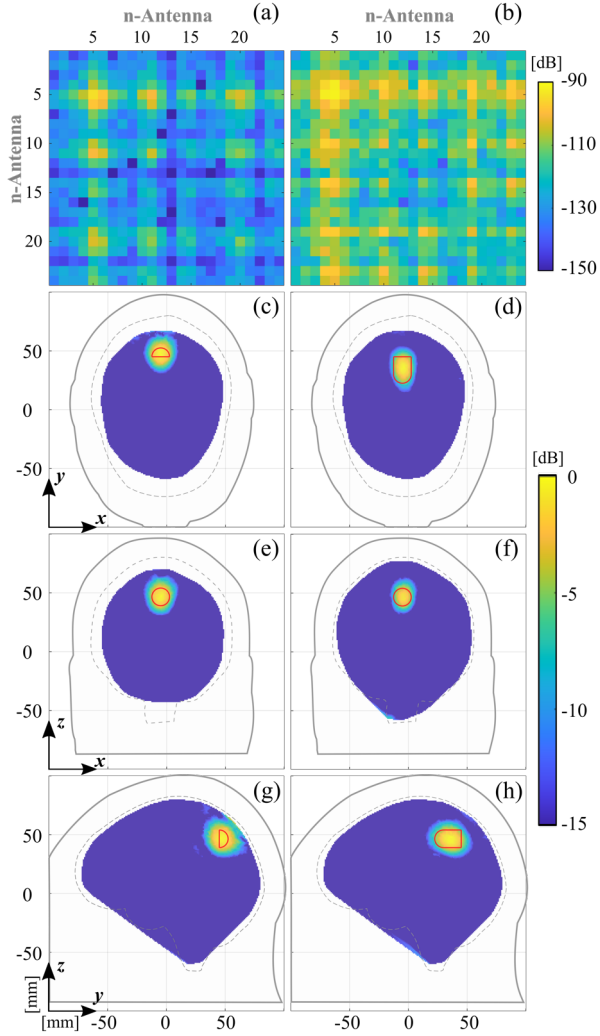 (a) (b)
n-Antenna n-Antenna
5 10 15 20 5 10 15 20 [dB]
n-Antenna
5
10
15
20
-90
-110
-130
-150
(c) (d)
50
0
-50
y
x
(e) (f)
50
0
-50
z
x
[dB]
0
-5
-10
-15
(g) (h)
50
0
-50
z
[mm]
y
[mm] -50 0 50 -50 0 50